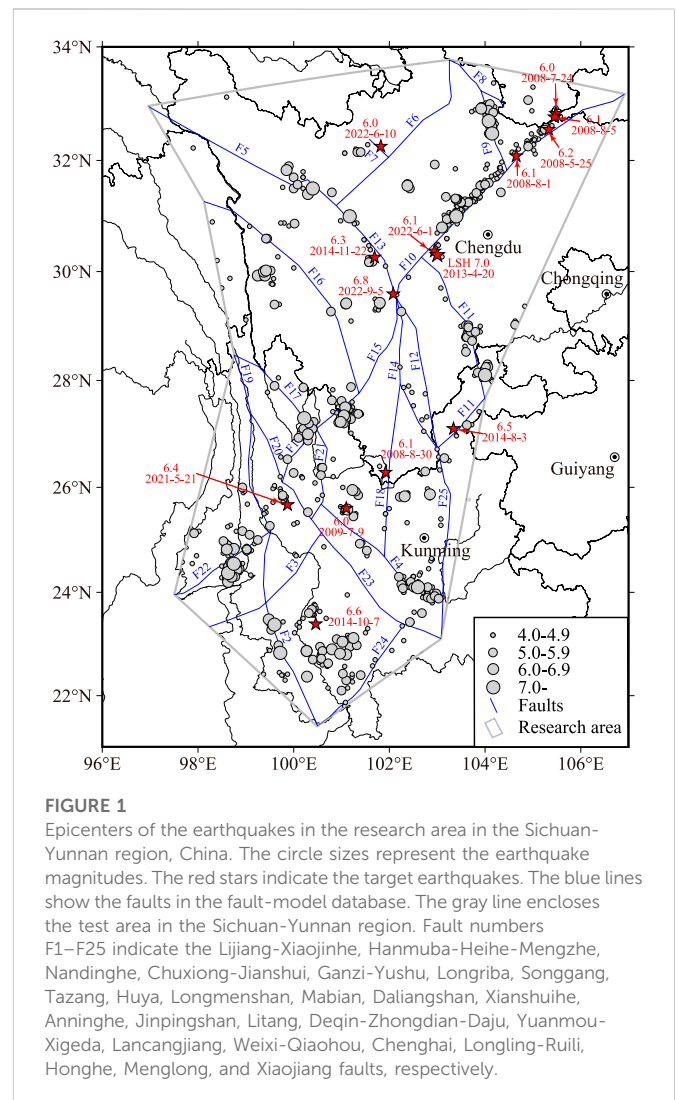 34°N
32°N
30°N
28°N
26°N
24°N
22°N
96°E
98°E
100°E
102°E
104°E
106°E
F8
6.0
2008-7-24
6.1
2008-8-5
6.2
2008-5-25
6.1
2008-8-1
6.0
2022-6-10
F6
F7
F9
F5
6.1
2022-6-1
Chengdu
LSH 7.0
2013-4-20
6.3
2014-11-22
F13
F10
Chongqing
6.8
2022-9-5
F16
F11
F15
F14
F12
F19
F17
F11
6.5
2014-8-3
F1
6.1
2008-8-30
Guiyang
6.4
2021-5-21
F20
F21
F18
F25
6.0
2009-7-9
Kunming
F22
F3
F4
F23
6.6
2014-10-7
F2
F24
4.0-4.9
5.0-5.9
6.0-6.9
7.0-
Faults
Research area
FIGURE 1
Epicenters of the earthquakes in the research area in the Sichuan-
Yunnan region, China. The circle sizes represent the earthquake
magnitudes. The red stars indicate the target earthquakes. The blue lines
show the faults in the fault-model database. The gray line encloses
the test area in the Sichuan-Yunnan region. Fault numbers
F1–F25 indicate the Lijiang-Xiaojinhe, Hanmuba-Heihe-Mengzhe,
Nandinghe, Chuxiong-Jianshui, Ganzi-Yushu, Longriba, Songgang,
Tazang, Huya, Longmenshan, Mabian, Daliangshan, Xianshuihe,
Anninghe, Jinpingshan, Litang, Deqin-Zhongdian-Daju, Yuanmou-
Xigeda, Lancangjiang, Weixi-Qiaohou, Chenghai, Longling-Ruili,
Honghe, Menglong, and Xiaojiang faults, respectively.